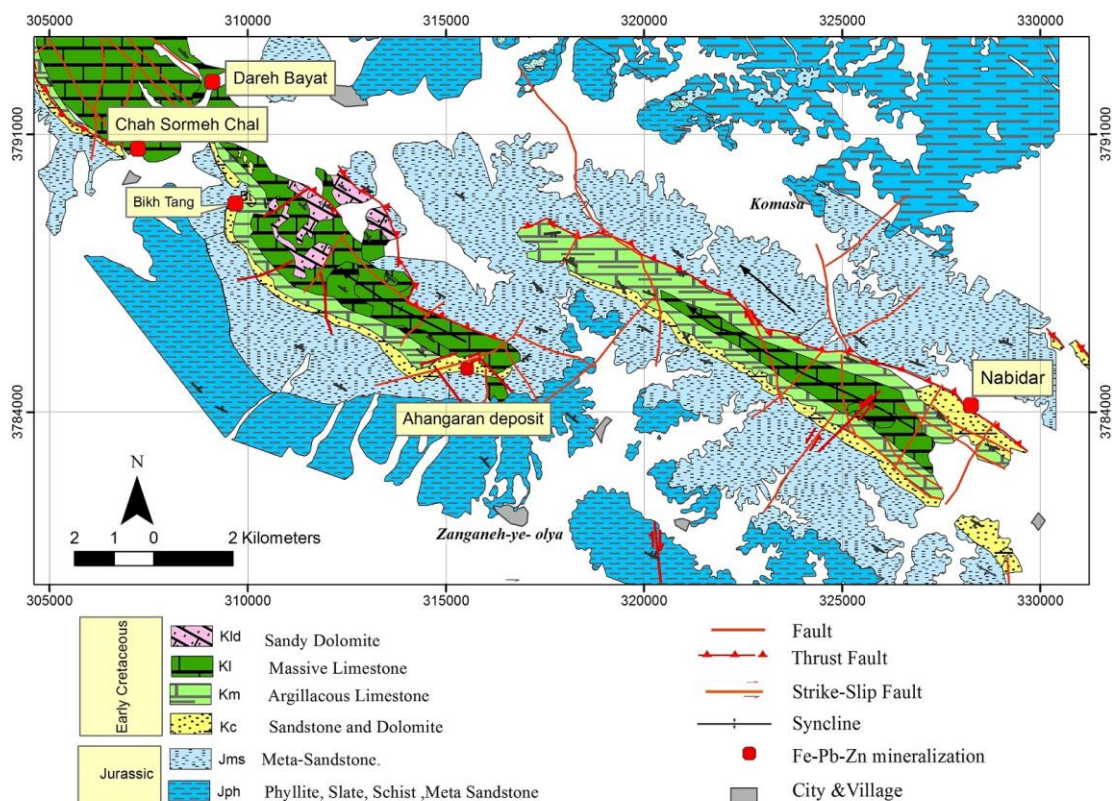 305000 310000 315000 320000 325000 330000
Dareh Bayat
Chah Sormeh Chal
3791000
3791000
Bikh Tang
Komasa
Nabidar
3784000
3784000
Ahangaran deposit
N
2 1 0 2 Kilometers
Zanganeh-ye- olya
305000 310000 315000 320000 325000 330000
Early Cretaceous
Kld Sandy Dolomite
Kl Massive Limestone
Km Argillacous Limestone
Kc Sandstone and Dolomite
Jurassic
Jms Meta-Sandstone.
Jph Phyllite, Slate, Schist ,Meta Sandstone
Fault
Thrust Fault
Strike-Slip Fault
Syncline
Fe-Pb-Zn mineralization
City &Village